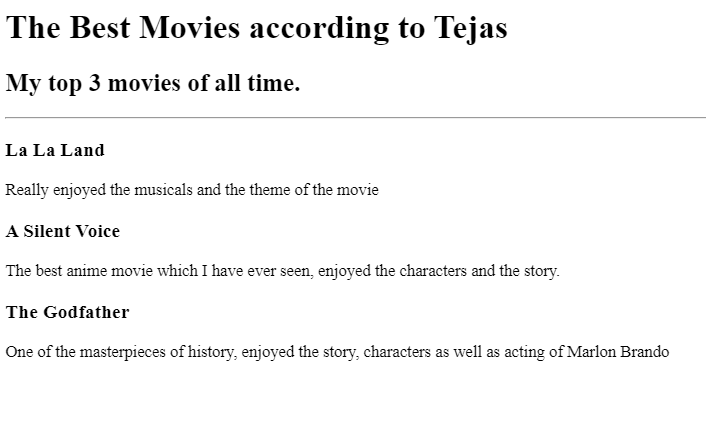 The Best Movies according to Tejas
My top 3 movies of all time.
La La Land
Really enjoyed the musicals and the theme of the movie
A Silent Voice
The best anime movie which I have ever seen, enjoyed the characters and the story.
The Godfather
One of the masterpieces of history, enjoyed the story, characters as well as acting of Marlon Brando